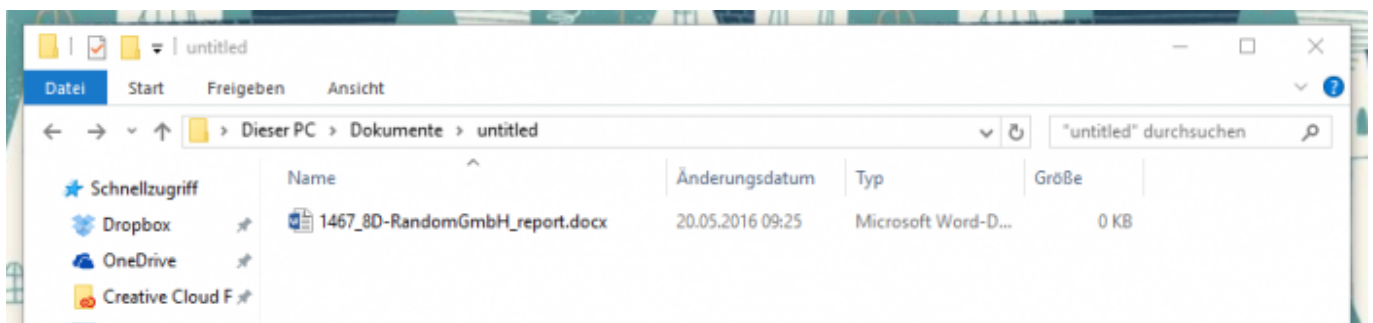 untitled
Datei Start Freigeben Ansicht
Dieser PC > Dokumente > untitled "untitled" durchsuchen
Name Änderungsdatum Typ Größe
Schnellzugriff
Dropbox 1467_8D-RandomGmbH_report.docx 20.05.2016 09:25 Microsoft Word-D... 0 KB
OneDrive
Creative Cloud F